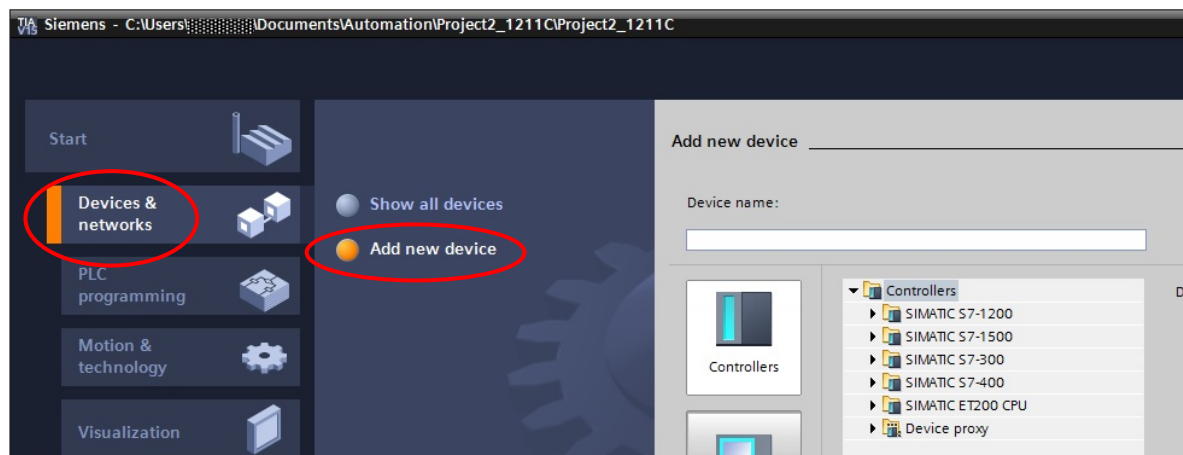 TIA V15 Siemens - C:\Users\ \Documents\Automation\Project2_1211C\Project2_1211C
Start
Devices &
networks
PLC
programming
Motion &
technology
Visualization
Show all devices
Add new device
Add new device
Device name:
Controllers
Controllers
SIMATIC S7-1200
SIMATIC S7-1500
SIMATIC S7-300
SIMATIC S7-400
SIMATIC ET200 CPU
Device proxy
D